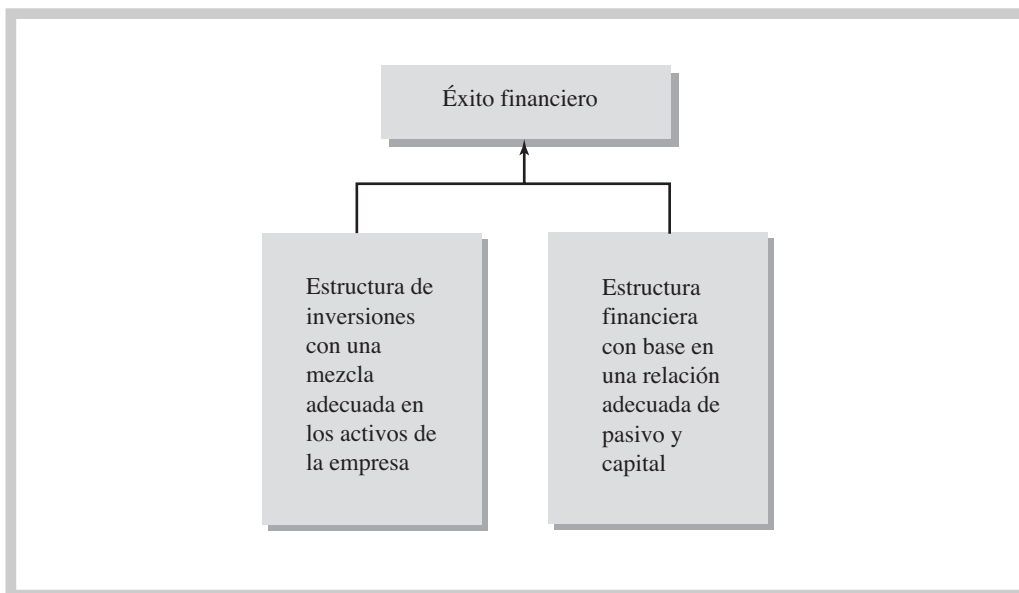 Éxito financiero
Estructura de
inversiones
con una
mezcla
adecuada en
los activos de
la empresa
Estructura
financiera
con base en
una relación
adecuada de
pasivo y
capital